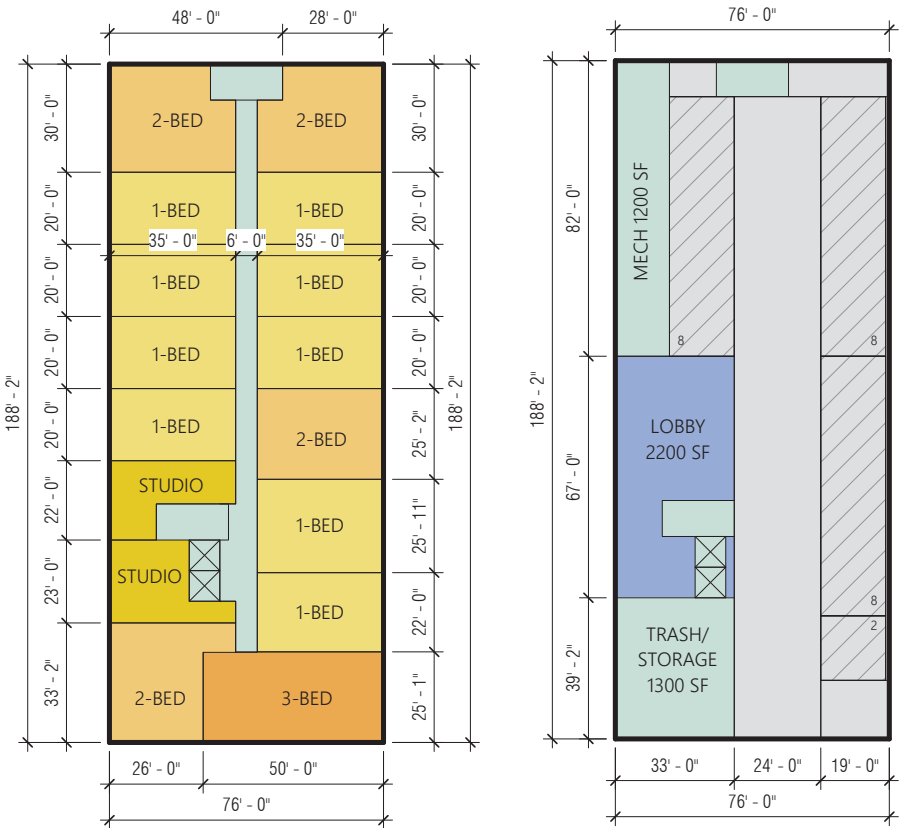 48' - 0"
28' - 0"
76' - 0"
30' - 0"
2-BED
2-BED
30' - 0"
20' - 0"
1-BED
1-BED
20' - 0"
35' - 0"
6' - 0"
35' - 0"
20' - 0"
1-BED
1-BED
20' - 0"
20' - 0"
1-BED
1-BED
20' - 0"
188' - 2"
20' - 0"
1-BED
2-BED
25' - 2"
188' - 2"
22' - 0"
STUDIO
1-BED
25' - 11"
23' - 0"
STUDIO
1-BED
22' - 0"
33' - 2"
2-BED
3-BED
25' - 1"
26' - 0"
50' - 0"
76' - 0"
82' - 0"
MECH 1200 SF
8
8
188' - 2"
67' - 0"
LOBBY
2200 SF
8
2
39' - 2"
TRASH/
STORAGE
1300 SF
33' - 0"
24' - 0"
19' - 0"
76' - 0"